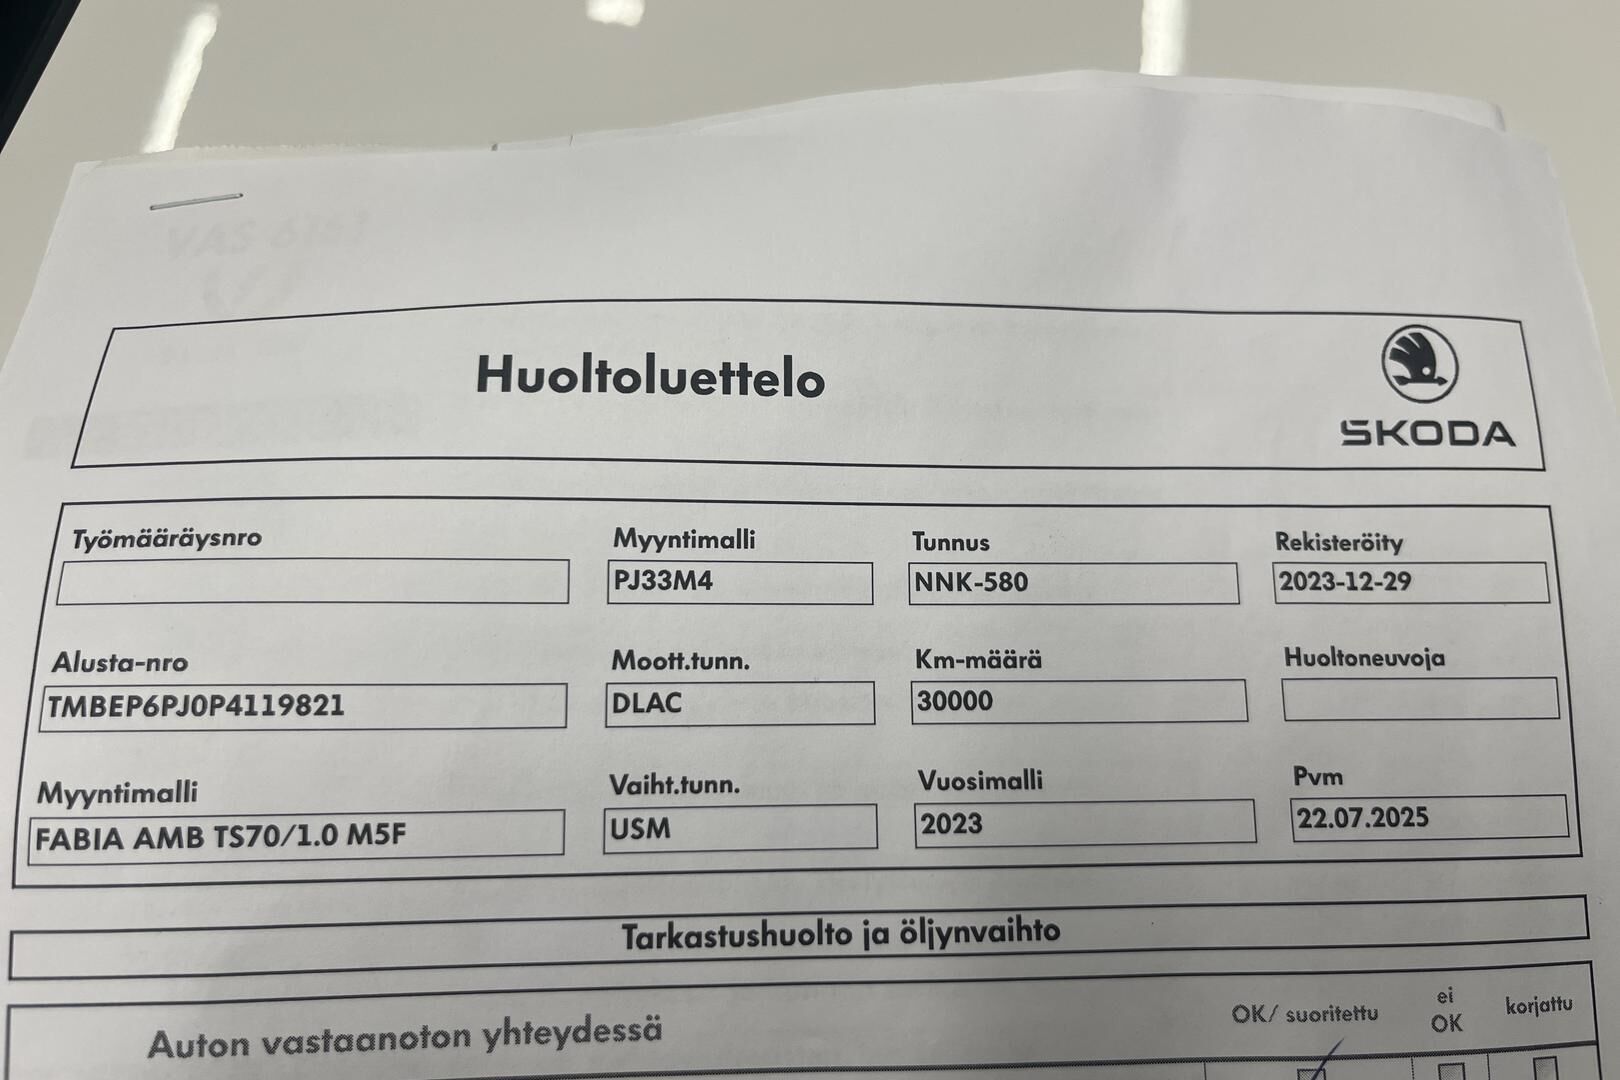 Huoltoluettelo
SKODA
Työmääräysnro Myyntimalli Tunnus Rekisteröity
PJ33M4 NNK-580 2023-12-29
Alusta-nro Moott.tunn. Km-määrä Huoltoneuvoja
TMBEP6PJ0P4119821 DLAC 30000
Myyntimalli Vaiht.tunn. Vuosimalli Pvm
FABIA AMB TS70/1.0 M5F USM 2023 22.07.2025
Tarkastushuolto ja öljynvaihto
Auton vastaanoton yhteydessä OK/ suoritettu ei OK korjattu